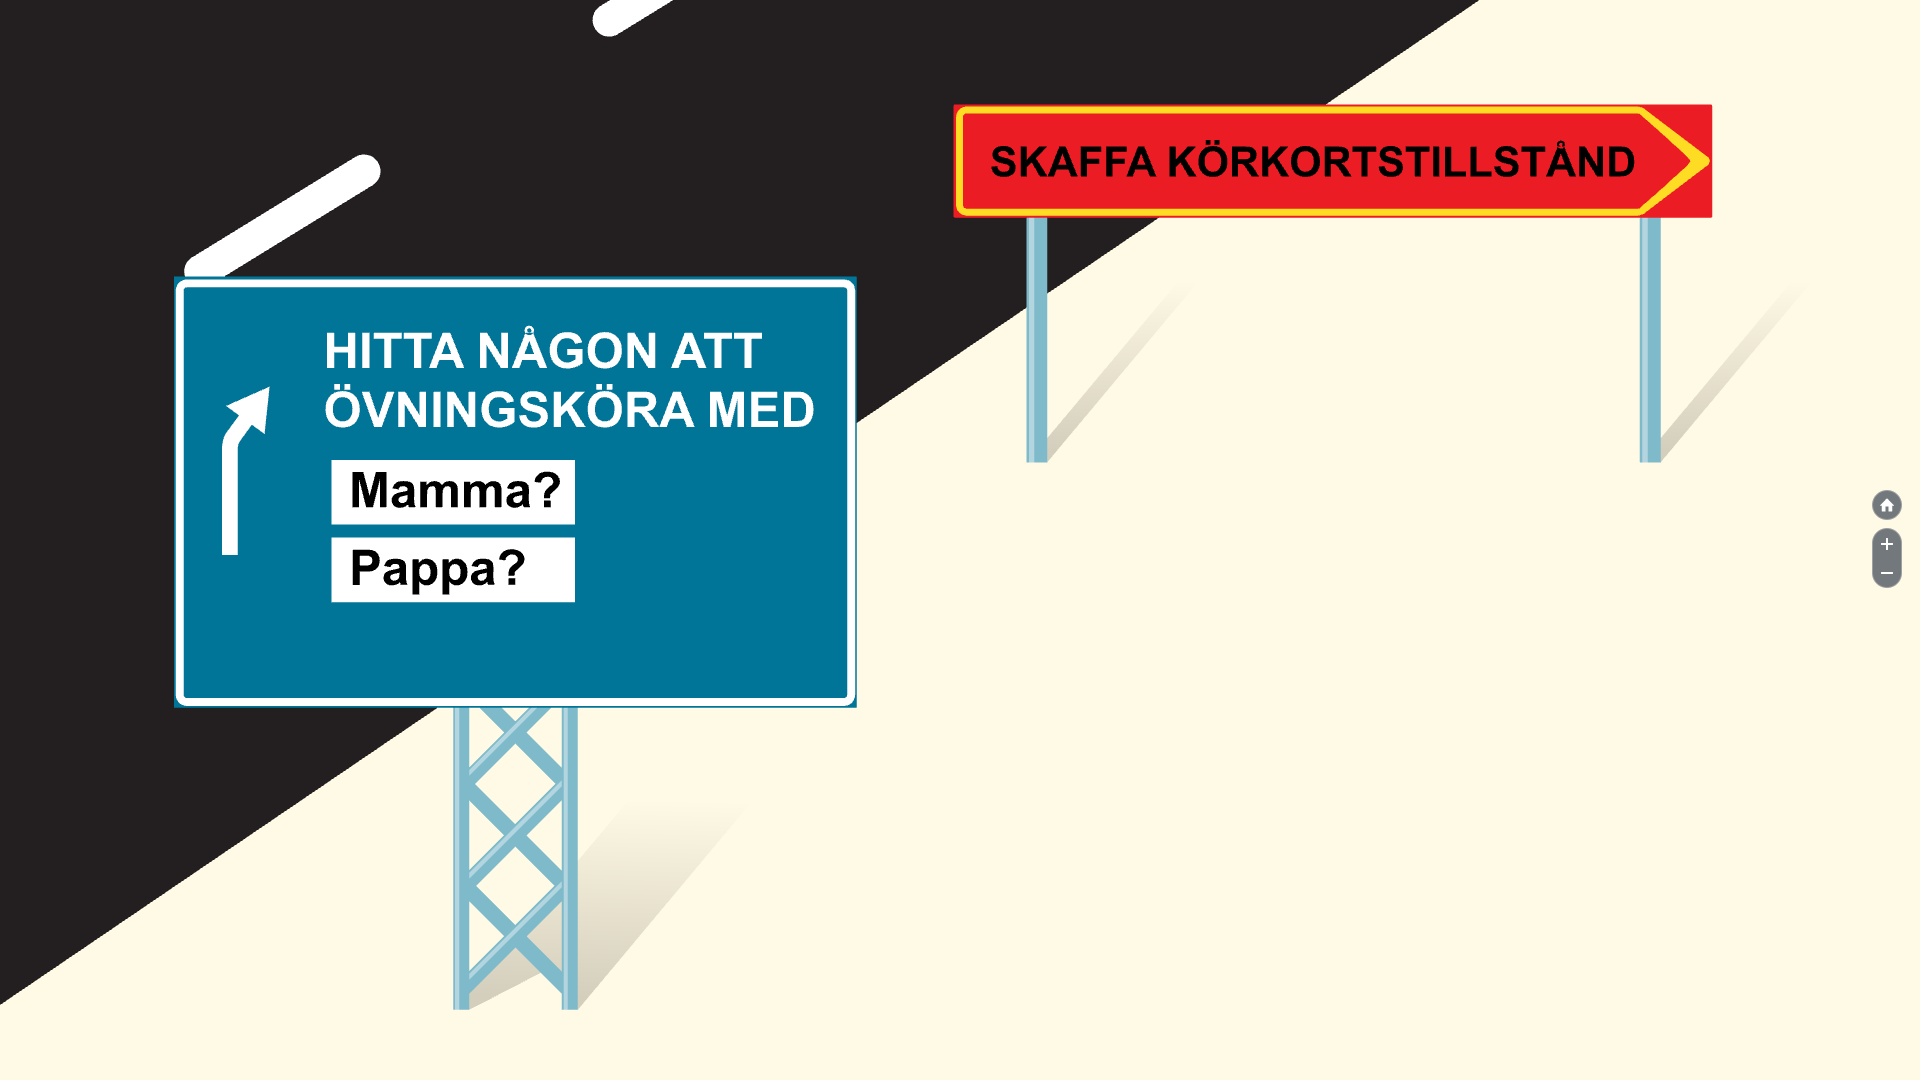 SKAFFA KÖRKORTSTILLSTÅND
HITTA NÅGON ATT
ÖVNINGSKÖRA MED
Mamma?
Pappa?